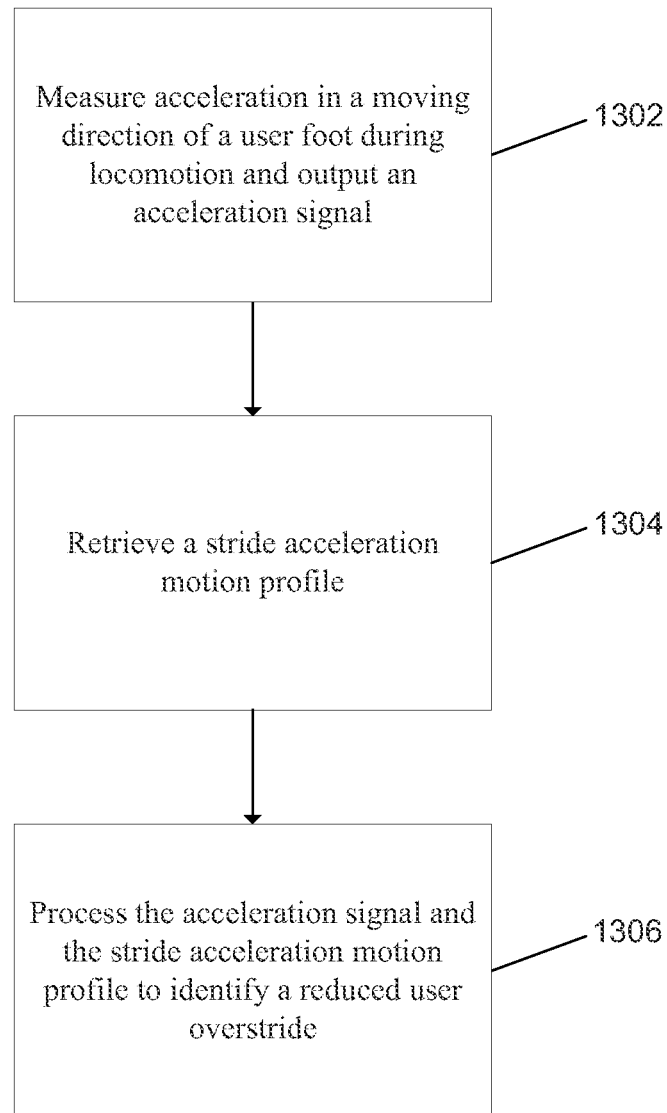 Measure acceleration in a moving
direction of a user foot during
locomotion and output an
acceleration signal
1302
Retrieve a stride acceleration
motion profile
1304
Process the acceleration signal and
the stride acceleration motion
profile to identify a reduced user
overstride
1306